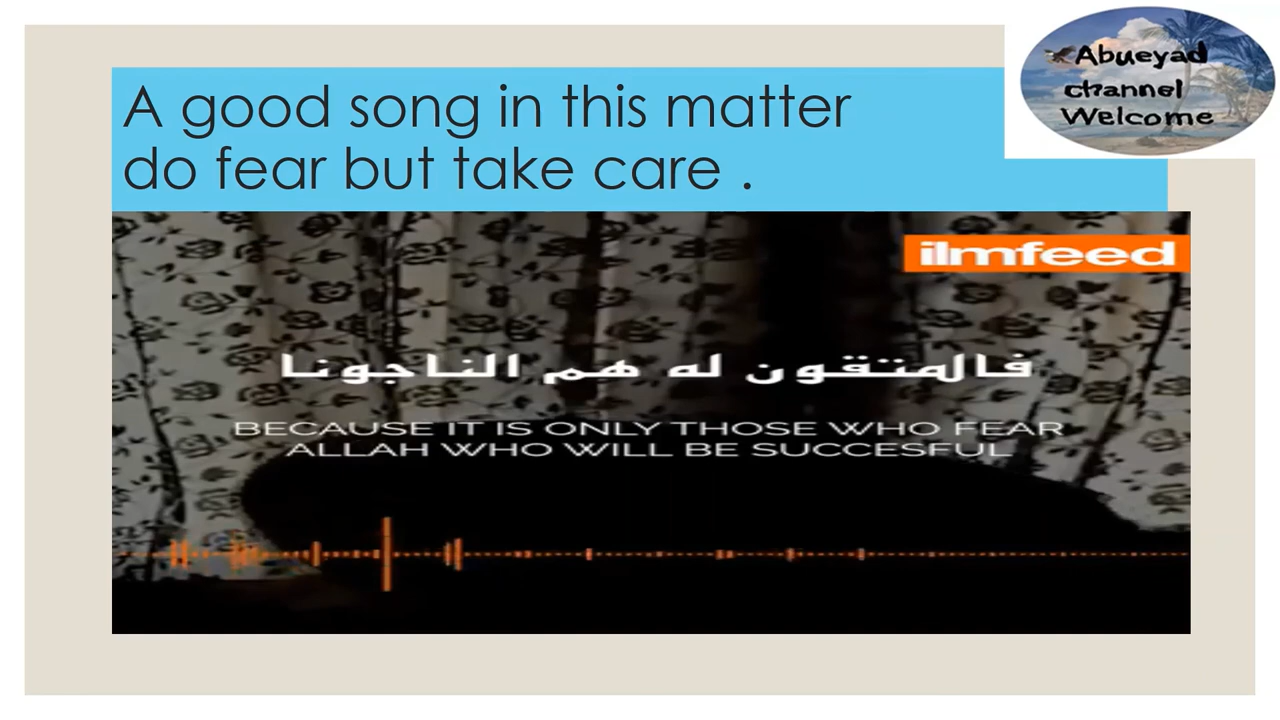 Abueyad
channel
Welcome
A good song in this matter
do fear but take care .
ilmfeed
فالمتقون له هم الناجونا
BECAUSE IT IS ONLY THOSE WHO FEAR
ALLAH WHO WILL BE SUCCESFUL